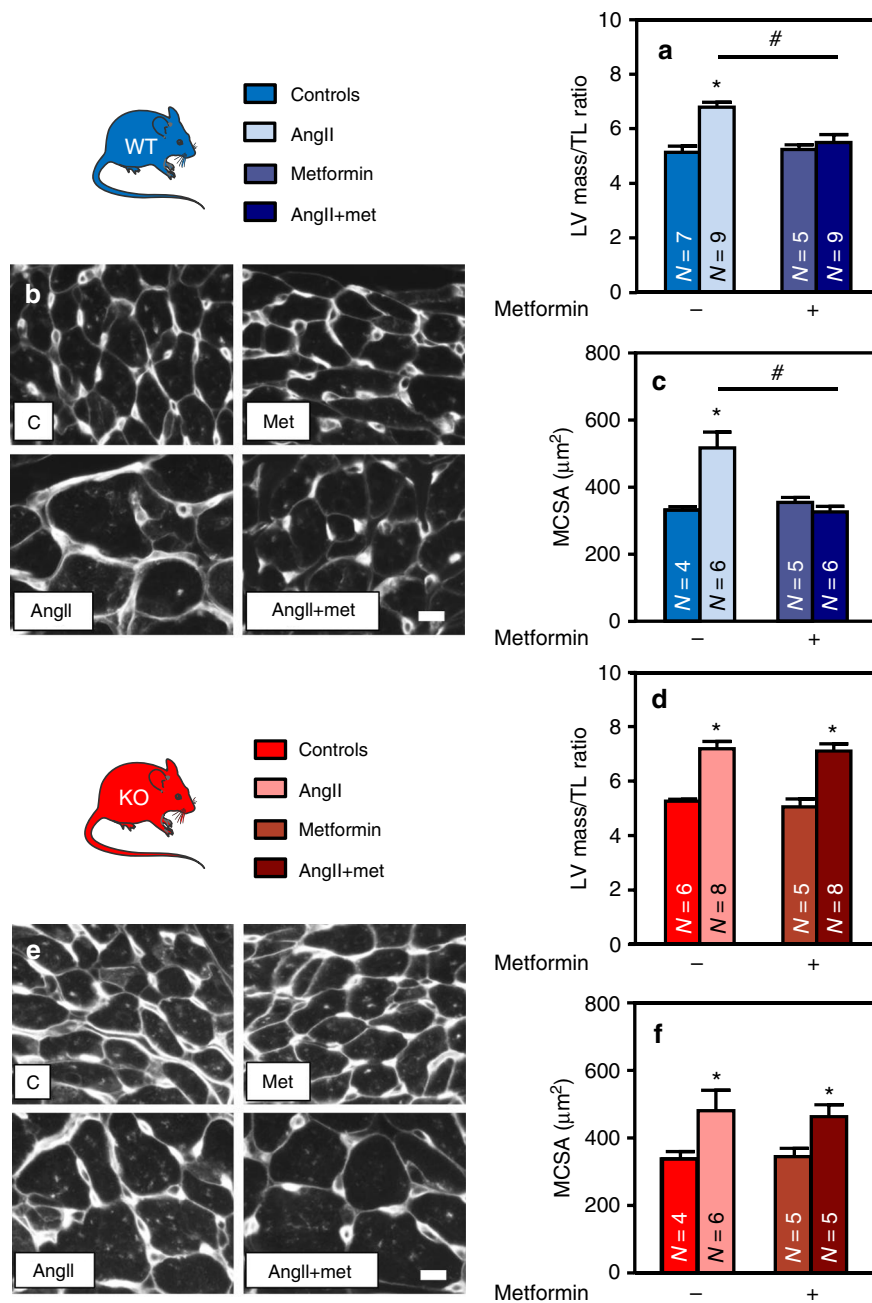 WT
Controls
AngII
Metformin
AngII+met
a
#
*
LV mass/TL ratio
10
8
6
4
2
0
N = 7
N = 9
N = 5
N = 9
Metformin
–
+
b
C
Met
AngII
AngII+met
c
#
*
MCSA (μm²)
800
600
400
200
0
N = 4
N = 6
N = 5
N = 6
Metformin
–
+
KO
Controls
AngII
Metformin
AngII+met
d
*
*
LV mass/TL ratio
10
8
6
4
2
0
N = 6
N = 8
N = 5
N = 8
Metformin
–
+
e
C
Met
AngII
AngII+met
f
*
*
MCSA (μm²)
800
600
400
200
0
N = 4
N = 6
N = 5
N = 5
Metformin
–
+